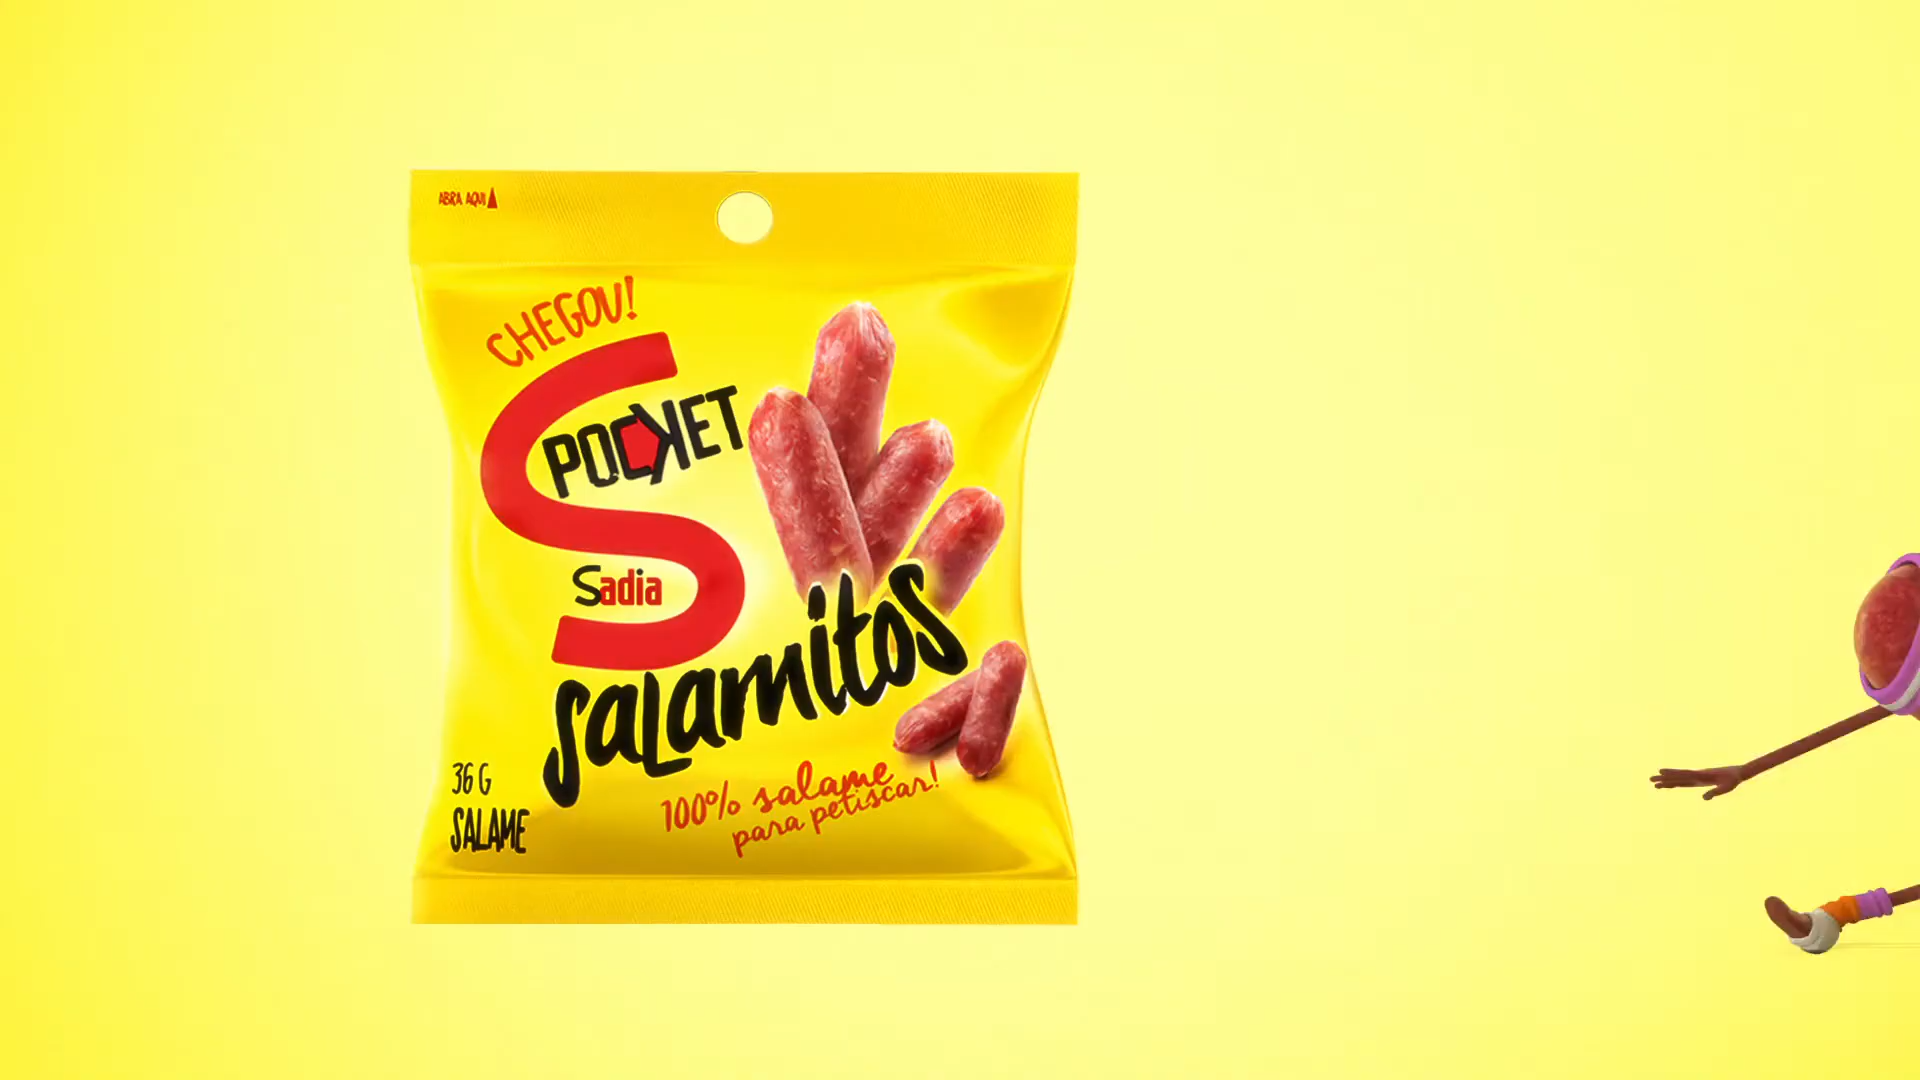 ABRA AQUI
CHEGOU!
POCKET
Sadia
Salamitos
36 G
SALAME
100% salame
para petiscar!